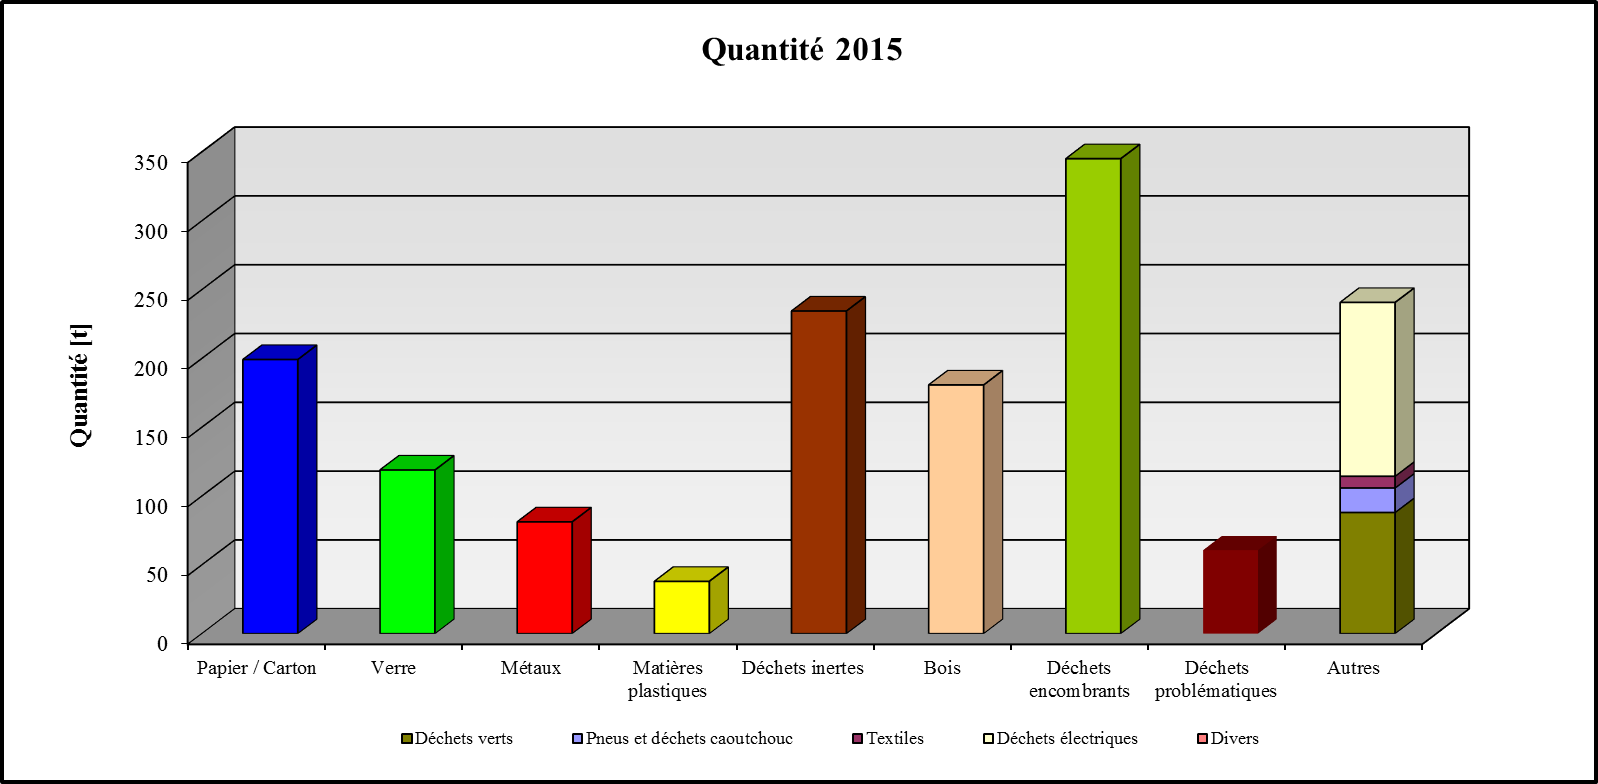 Quantité 2015
Quantité [t]
350
300
250
200
150
100
50
0
Papier / Carton
Verre
Métaux
Matières
plastiques
Déchets inertes
Bois
Déchets
encombrants
Déchets
problématiques
Autres
Déchets verts
Pneus et déchets caoutchouc
Textiles
Déchets électriques
Divers